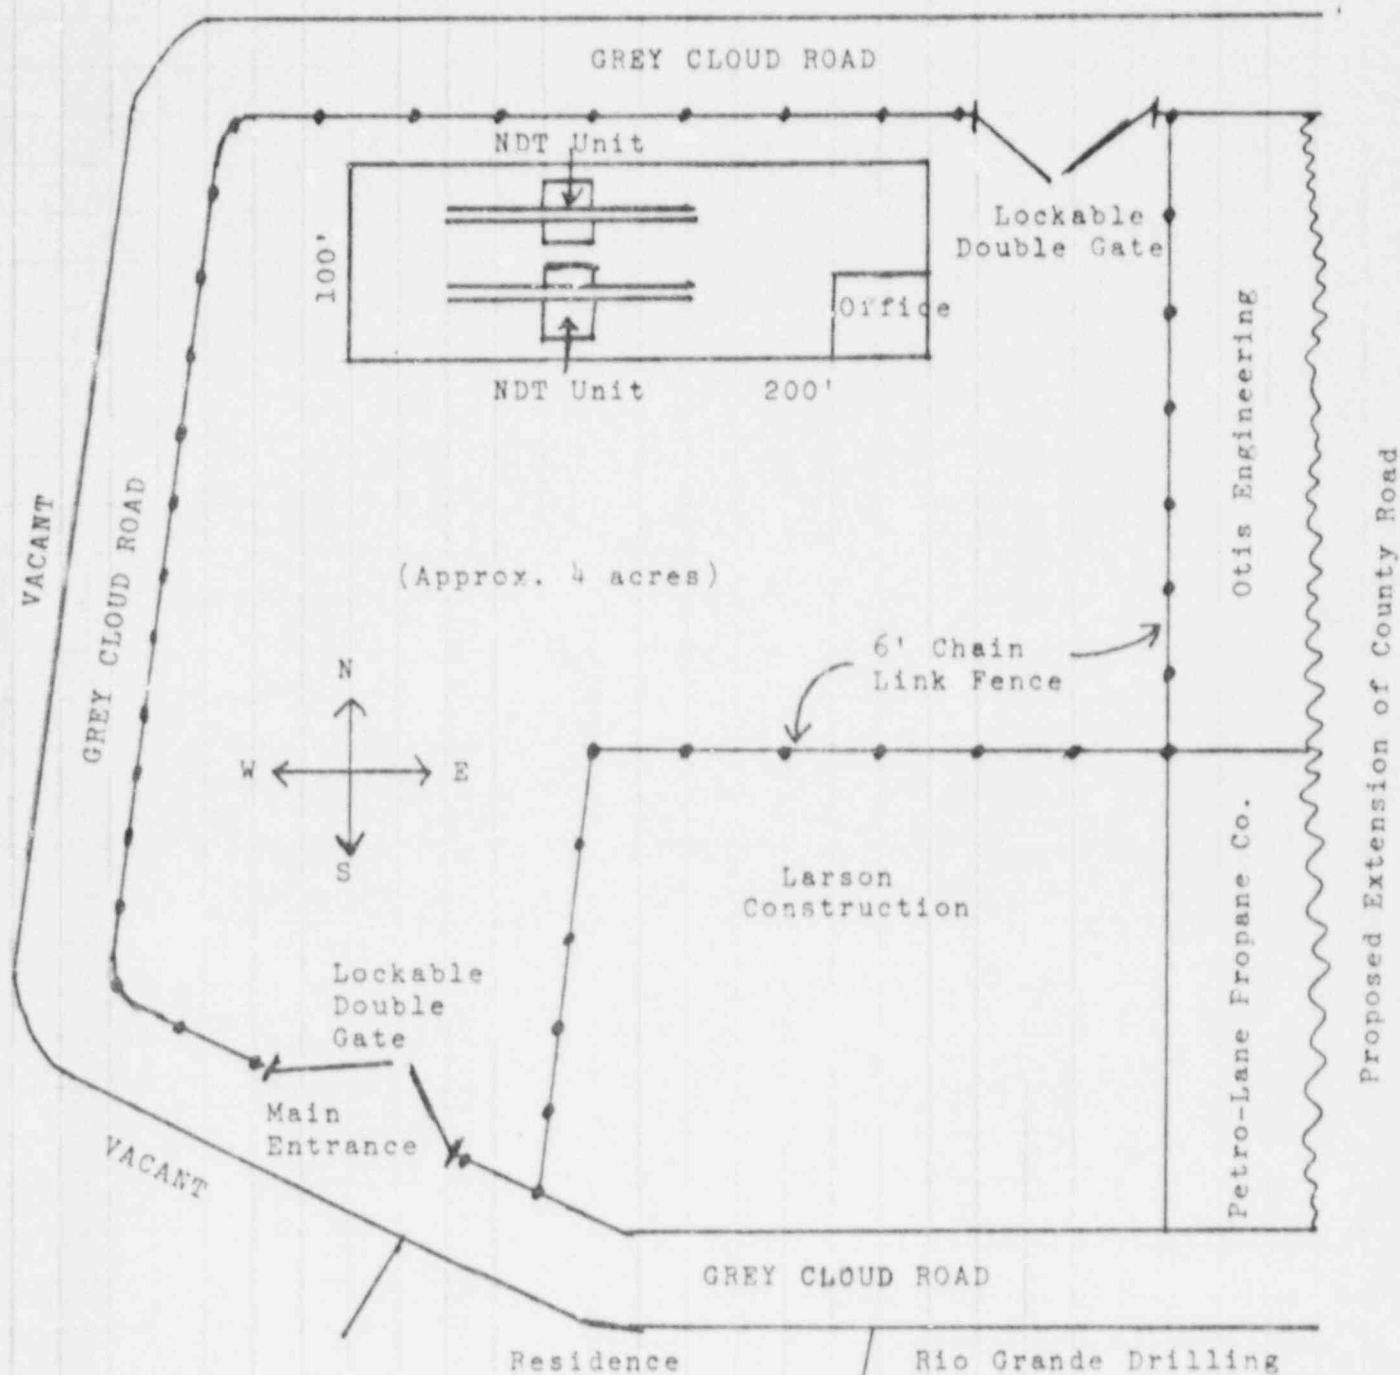 GREY CLOUD ROAD
NDT Unit
Lockable
Double Gate
100'
Office
NDT Unit
200'
Otis Engineering
VACANT
GREY CLOUD ROAD
Proposed Extension of County Road
(Approx. 4 acres)
6' Chain
Link Fence
N
W
E
S
Larson
Construction
Petro-Lane Propane Co.
Lockable
Double
Gate
Main
Entrance
VACANT
GREY CLOUD ROAD
Residence
Rio Grande Drilling